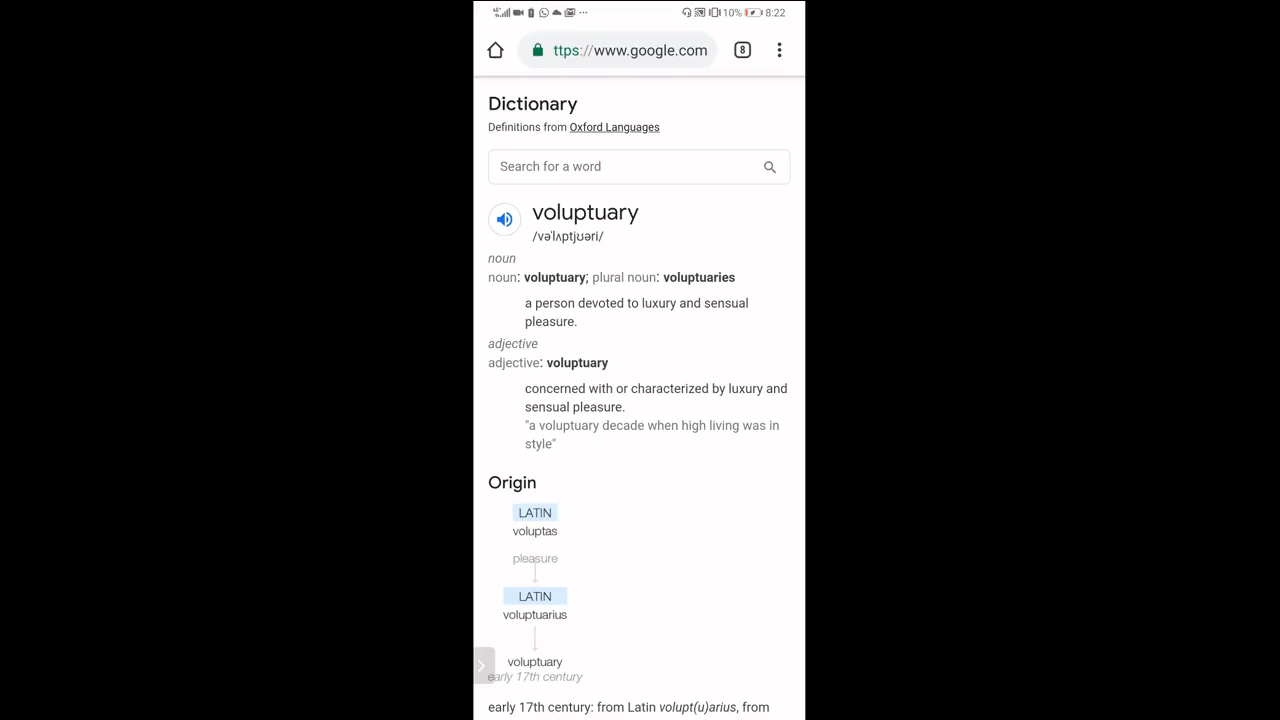 10% 8:22
ttps://www.google.com 8
Dictionary
Definitions from Oxford Languages
Search for a word
voluptuary
/vəˈlʌptjʊəri/
noun
noun: voluptuary; plural noun: voluptuaries
a person devoted to luxury and sensual
pleasure.
adjective
adjective: voluptuary
concerned with or characterized by luxury and
sensual pleasure.
"a voluptuary decade when high living was in
style"
Origin
LATIN
voluptas
pleasure
LATIN
voluptuarius
voluptuary
early 17th century
early 17th century: from Latin volupt(u)arius, from